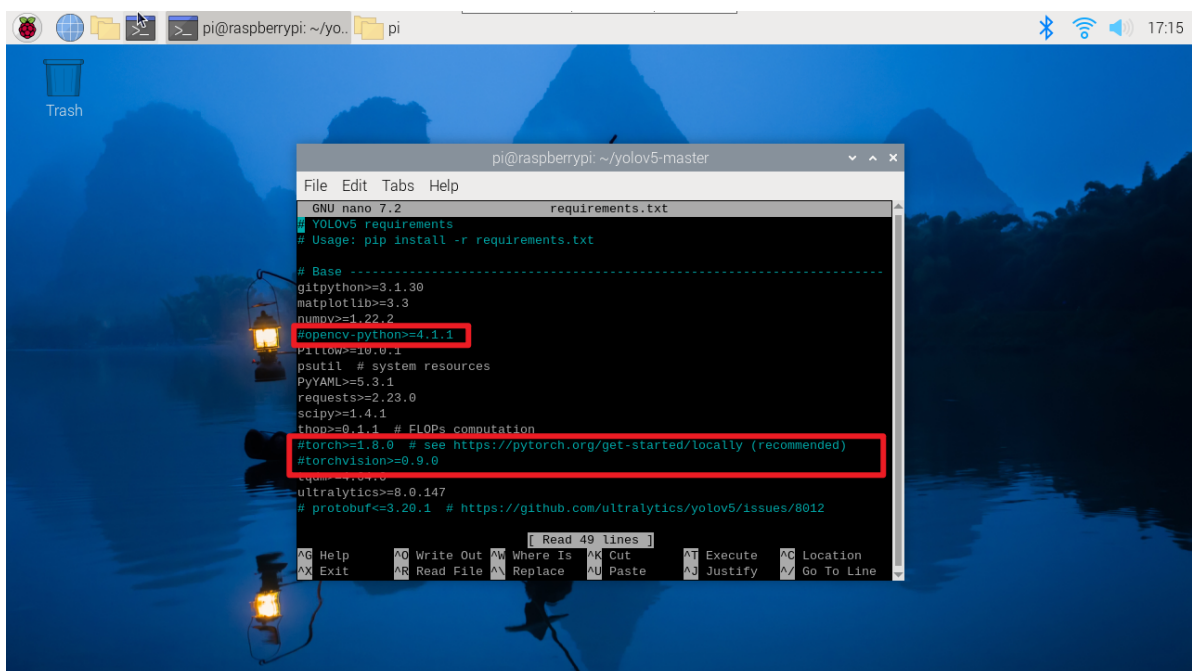 pi@raspberrypi: ~/yo..
pi
17:15
Trash
pi@raspberrypi: ~/yolov5-master
File Edit Tabs Help
GNU nano 7.2 requirements.txt
# YOLOv5 requirements
# Usage: pip install -r requirements.txt
# Base ------------------------------------------------------------------------
gitpython>=3.1.30
matplotlib>=3.3
numpy>=1.22.2
#opencv-python>=4.1.1
Pillow>=10.0.1
psutil # system resources
PyYAML>=5.3.1
requests>=2.23.0
scipy>=1.4.1
thop>=0.1.1 # FLOPs computation
#torch>=1.8.0 # see https://pytorch.org/get-started/locally (recommended)
#torchvision>=0.9.0
tqdm>=4.64.0
ultralytics>=8.0.147
# protobuf<=3.20.1 # https://github.com/ultralytics/yolov5/issues/8012
[ Read 49 lines ]
^G Help ^O Write Out ^W Where Is ^K Cut ^T Execute ^C Location
^X Exit ^R Read File ^\ Replace ^U Paste ^J Justify ^/ Go To Line